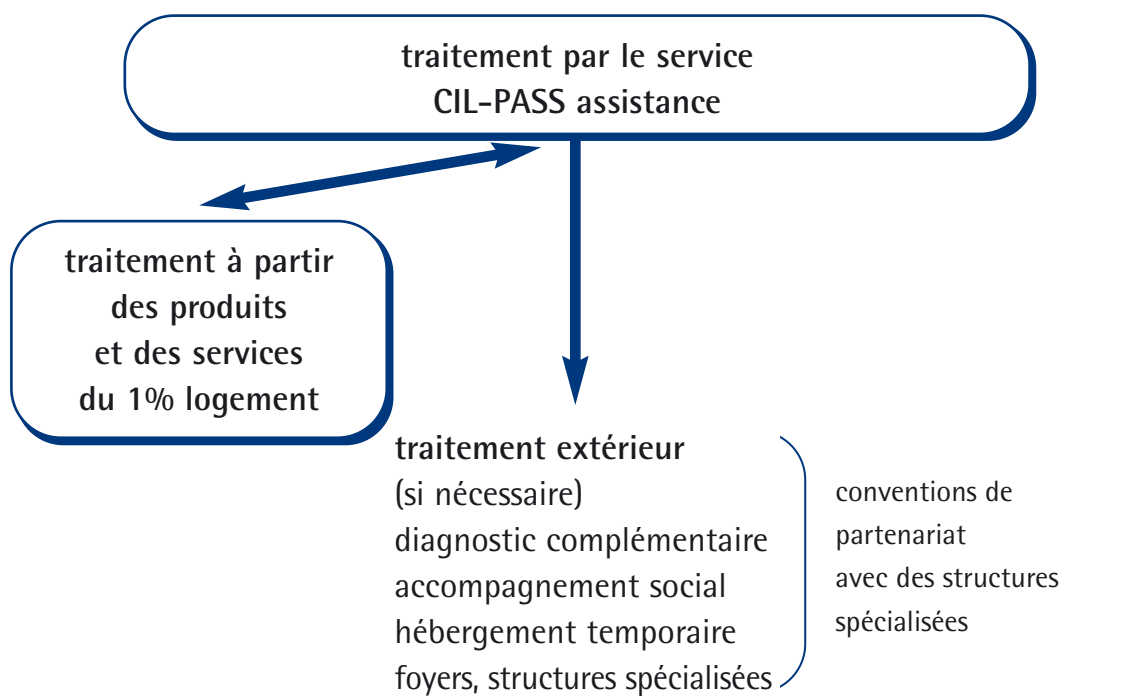 traitement par le service
CIL-PASS assistance
traitement à partir
des produits
et des services
du 1% logement
traitement extérieur
(si nécessaire)
diagnostic complémentaire
accompagnement social
hébergement temporaire
foyers, structures spécialisées
conventions de
partenariat
avec des structures
spécialisées